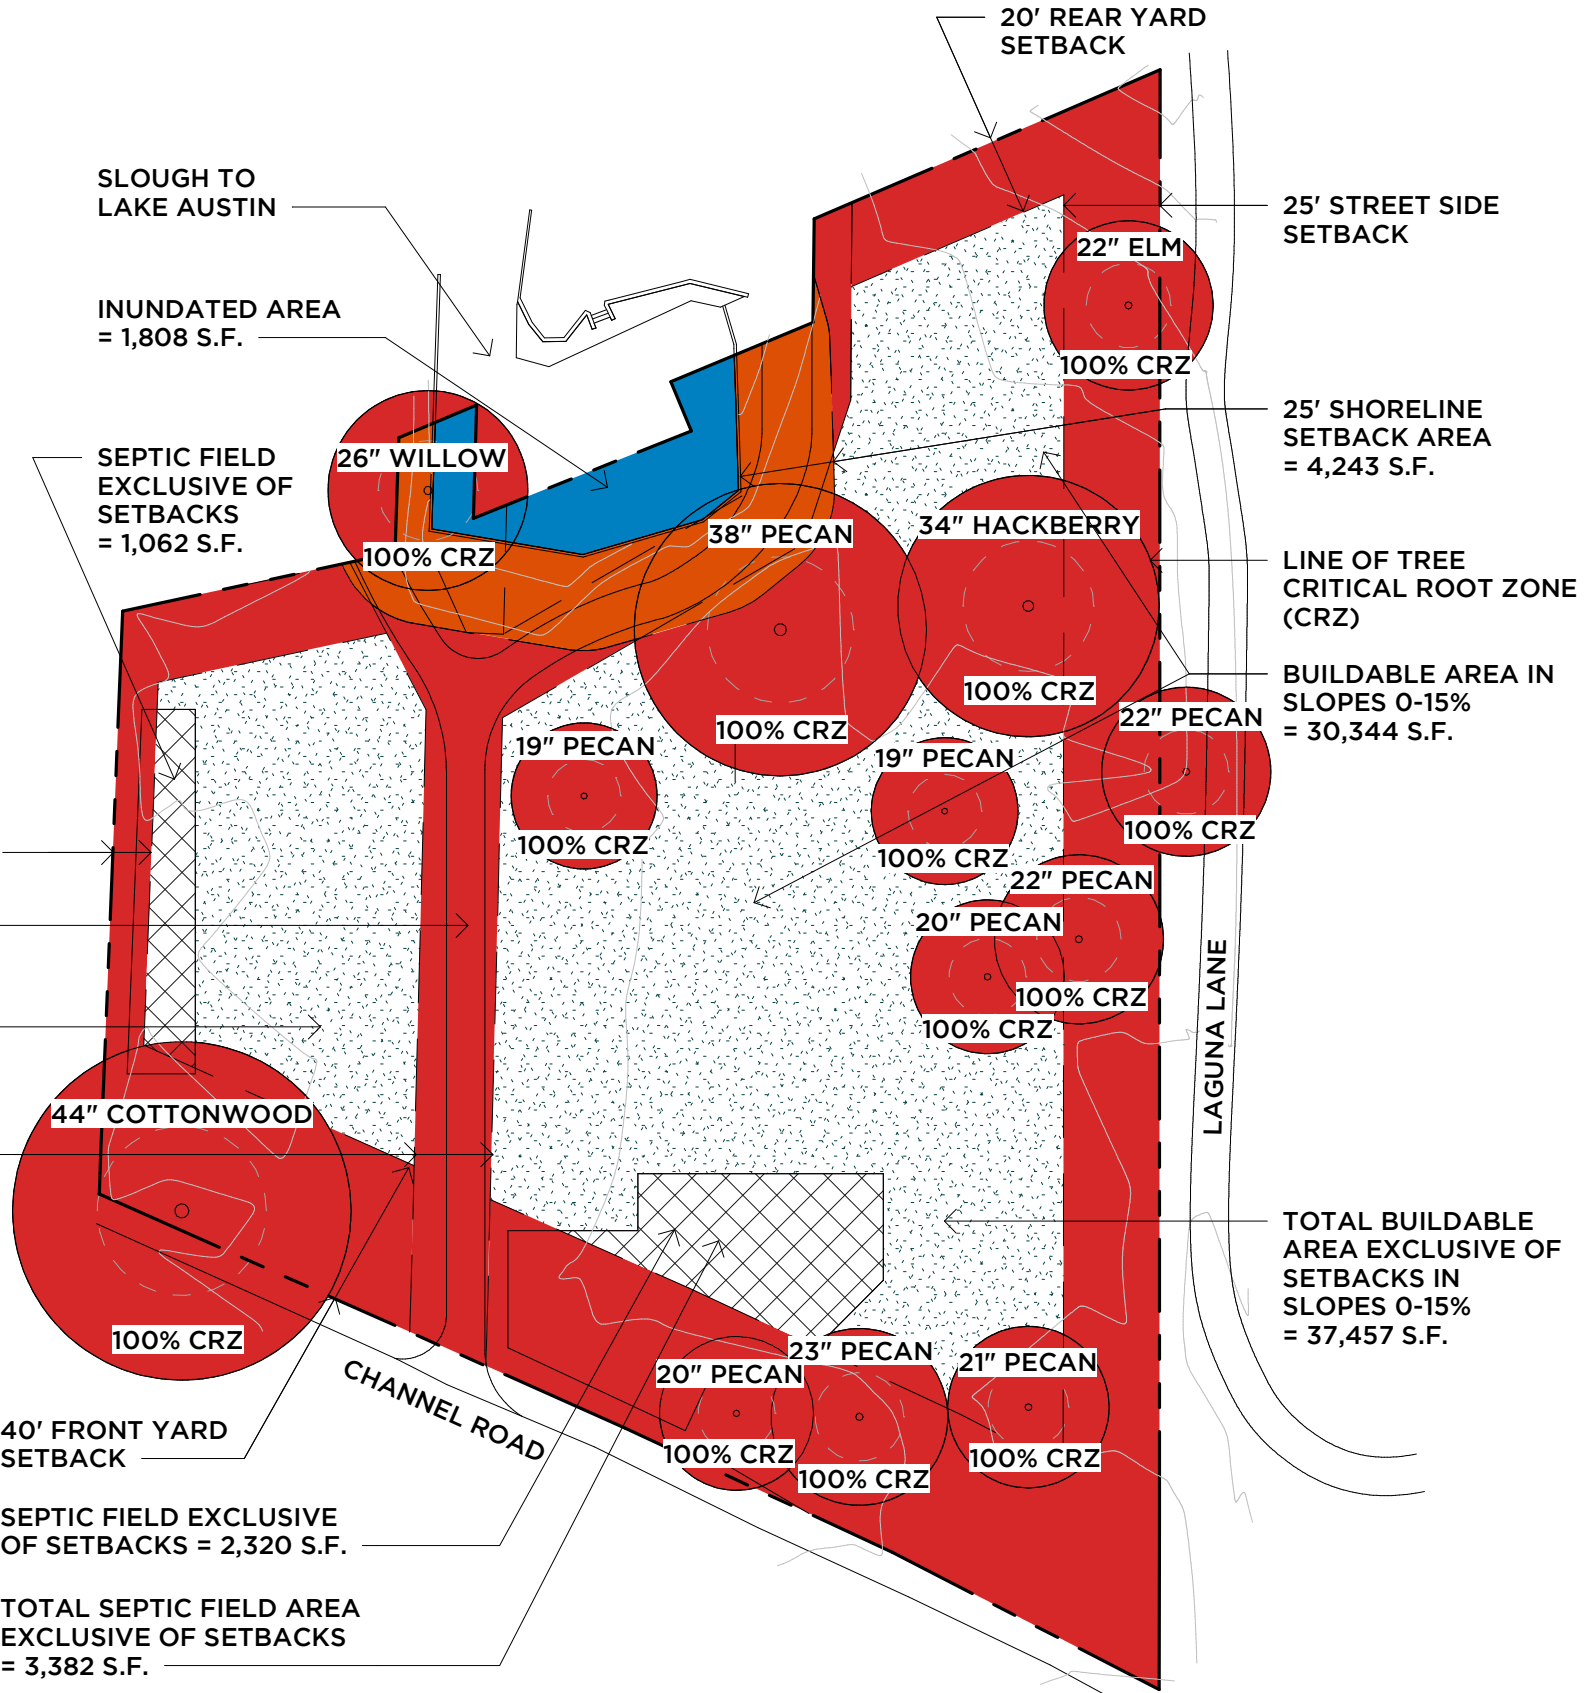 20' REAR YARD
SETBACK
SLOUGH TO
LAKE AUSTIN
25' STREET SIDE
SETBACK
22" ELM
INUNDATED AREA
= 1,808 S.F.
100% CRZ
25' SHORELINE
SETBACK AREA
= 4,243 S.F.
SEPTIC FIELD
EXCLUSIVE OF
SETBACKS
= 1,062 S.F.
26" WILLOW
100% CRZ
38" PECAN
34" HACKBERRY
LINE OF TREE
CRITICAL ROOT ZONE
(CRZ)
100% CRZ
100% CRZ
BUILDABLE AREA IN
SLOPES 0-15%
= 30,344 S.F.
22" PECAN
19" PECAN
19" PECAN
100% CRZ
100% CRZ
100% CRZ
22" PECAN
20" PECAN
100% CRZ
100% CRZ
LAGUNA LANE
44" COTTONWOOD
100% CRZ
TOTAL BUILDABLE
AREA EXCLUSIVE OF
SETBACKS IN
SLOPES 0-15%
= 37,457 S.F.
23" PECAN
21" PECAN
20" PECAN
100% CRZ
100% CRZ
100% CRZ
CHANNEL ROAD
40' FRONT YARD
SETBACK
SEPTIC FIELD EXCLUSIVE
OF SETBACKS = 2,320 S.F.
TOTAL SEPTIC FIELD AREA
EXCLUSIVE OF SETBACKS
= 3,382 S.F.